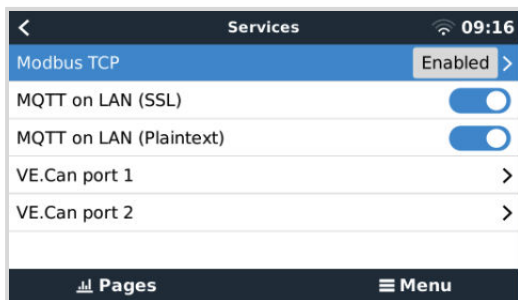 Services 09:16
Modbus TCP Enabled
MQTT on LAN (SSL)
MQTT on LAN (Plaintext)
VE.Can port 1
VE.Can port 2
Pages Menu